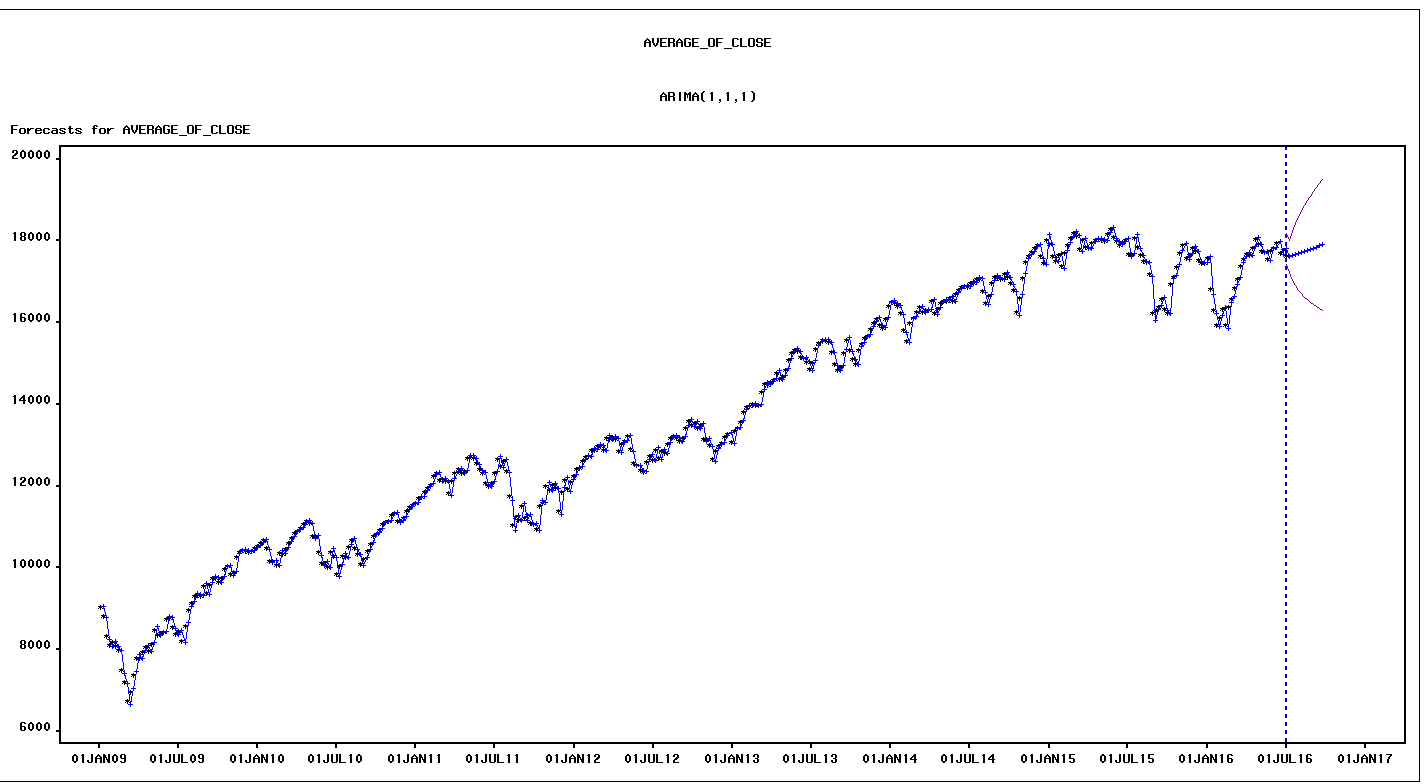 AVERAGE_OF_CLOSE
ARIMA(1,1,1)
Forecasts for AVERAGE_OF_CLOSE
20000
18000
16000
14000
12000
10000
8000
6000
01JAN09 01JUL09 01JAN10 01JUL10 01JAN11 01JUL11 01JAN12 01JUL12 01JAN13 01JUL13 01JAN14 01JUL14 01JAN15 01JUL15 01JAN16 01JUL16 01JAN17